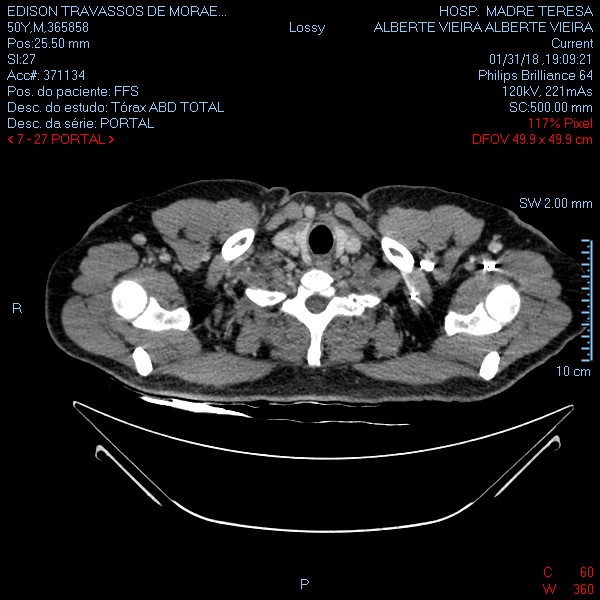 EDISON TRAVASSOS DE MORAE...
50Y,M,365858
Pos:25.50 mm
Sl:27
Acc#: 371134
Pos. do paciente: FFS
Desc. do estudo: Tórax ABD TOTAL
Desc. da série: PORTAL
< 7 - 27 PORTAL >
Lossy
HOSP. MADRE TERESA
ALBERTE VIEIRA ALBERTE VIEIRA
Current
01/31/18 ,19:09:21
Philips Brilliance 64
120kV, 221mAs
SC:500.00 mm
117% Pixel
DFOV 49.9 x 49.9 cm
SW 2.00 mm
R
10 cm
P
C 60
W 360